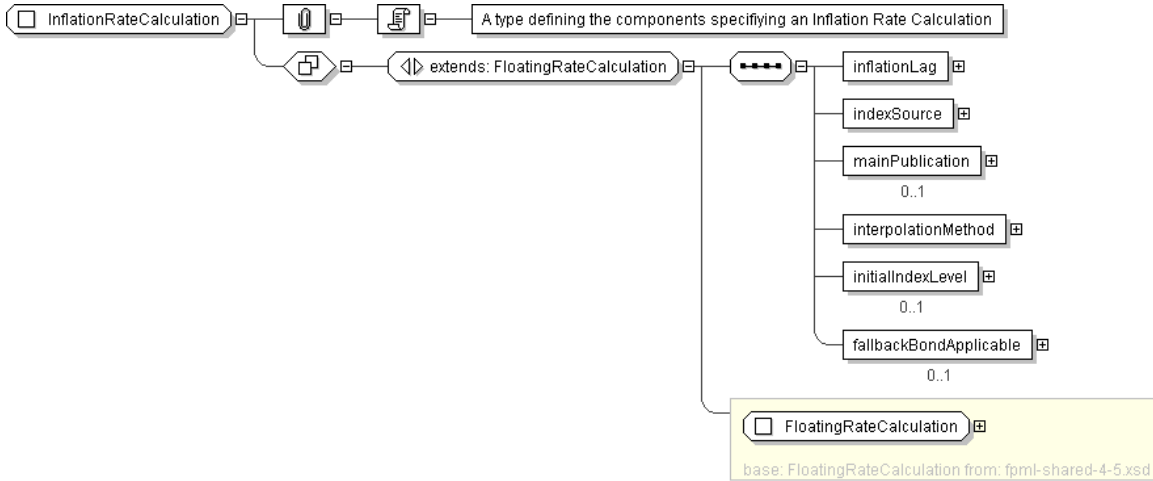 InflationRateCalculation
A type defining the components specifiying an Inflation Rate Calculation
extends: FloatingRateCalculation
inflationLag
indexSource
mainPublication
0..1
interpolationMethod
initialIndexLevel
0..1
fallbackBondApplicable
0..1
FloatingRateCalculation
base: FloatingRateCalculation from: fpml-shared-4-5.xsd